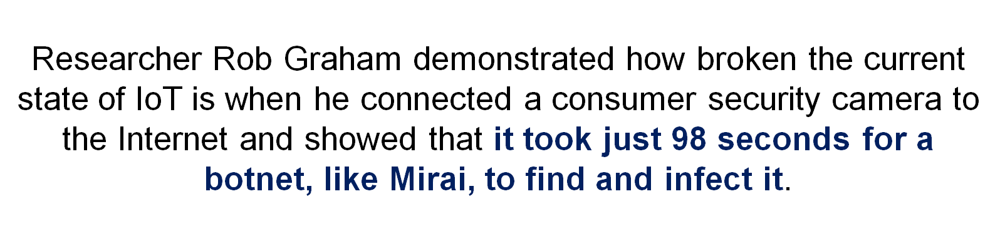 Researcher Rob Graham demonstrated how broken the current
state of IoT is when he connected a consumer security camera to
the Internet and showed that it took just 98 seconds for a
botnet, like Mirai, to find and infect it.